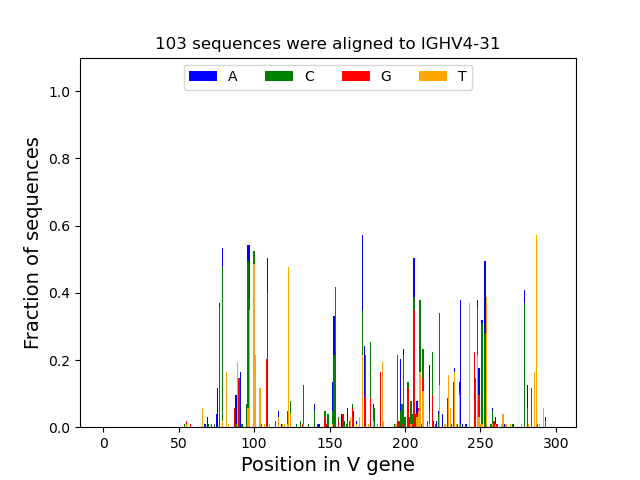 103 sequences were aligned to IGHV4-31
A C G T
Fraction of sequences
1.0
0.8
0.6
0.4
0.2
0.0
0 50 100 150 200 250 300
Position in V gene